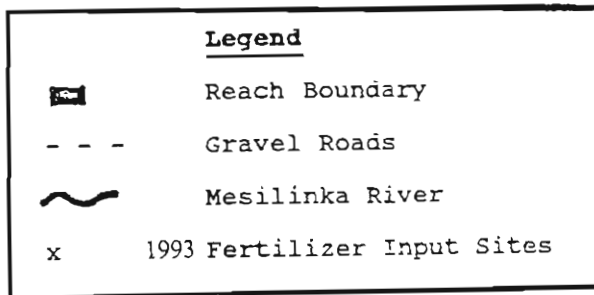 Legend
Reach Boundary
Gravel Roads
Mesilinka River
x 1993 Fertilizer Input Sites